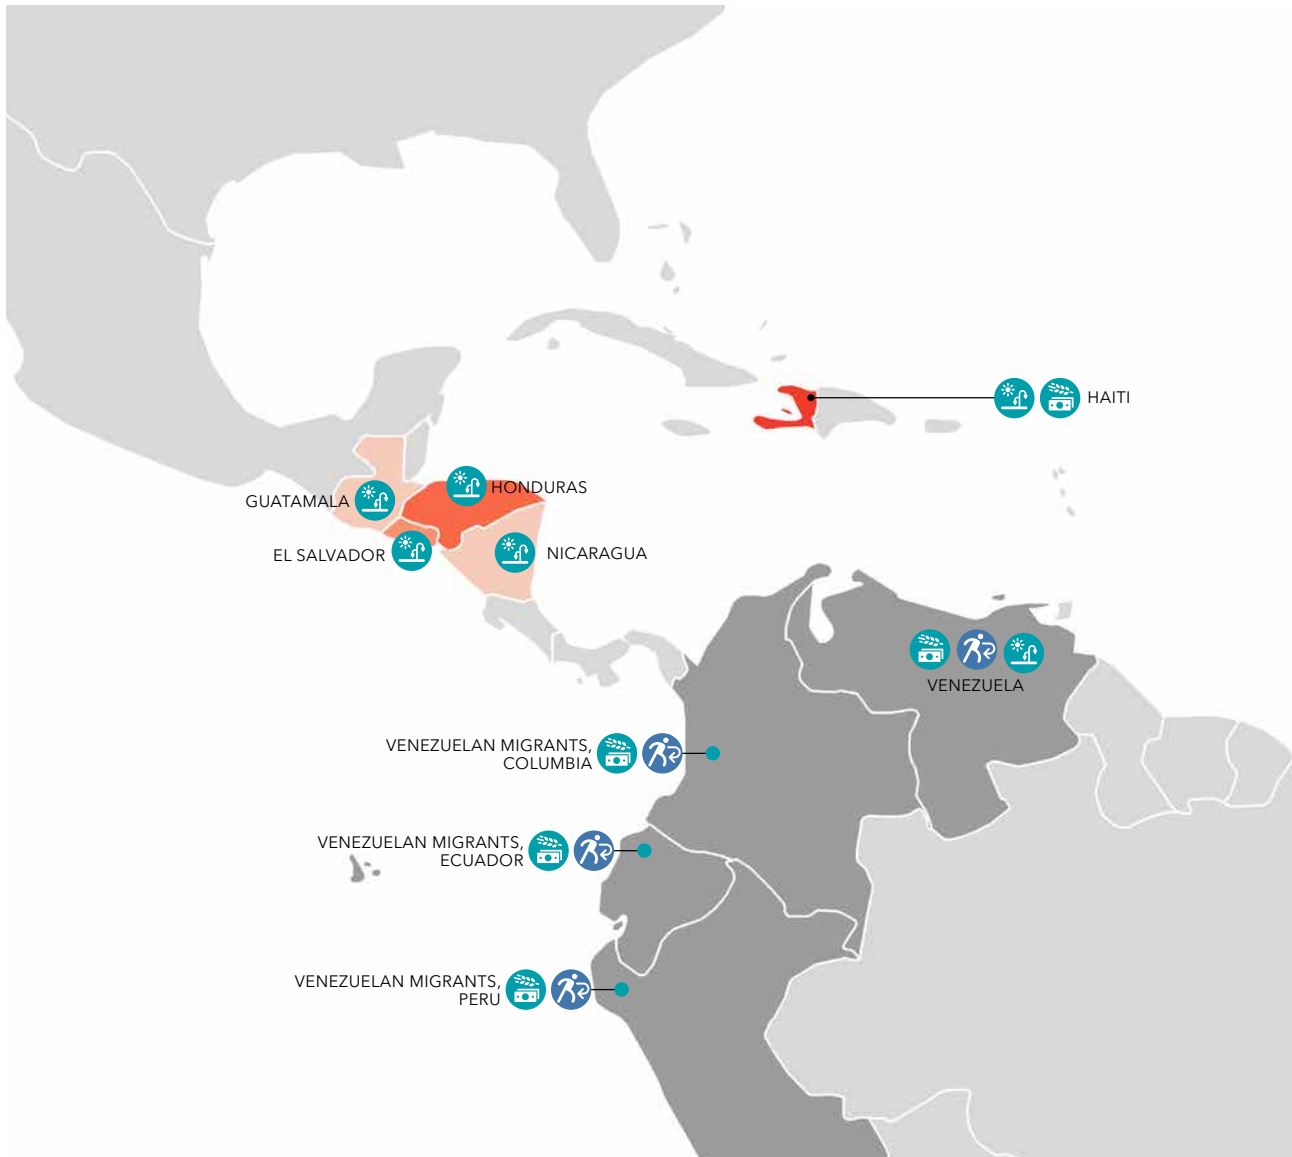 HAITI
HONDURAS
GUATAMALA
EL SALVADOR
NICARAGUA
VENEZUELA
VENEZUELAN MIGRANTS,
COLUMBIA
VENEZUELAN MIGRANTS,
ECUADOR
VENEZUELAN MIGRANTS,
PERU